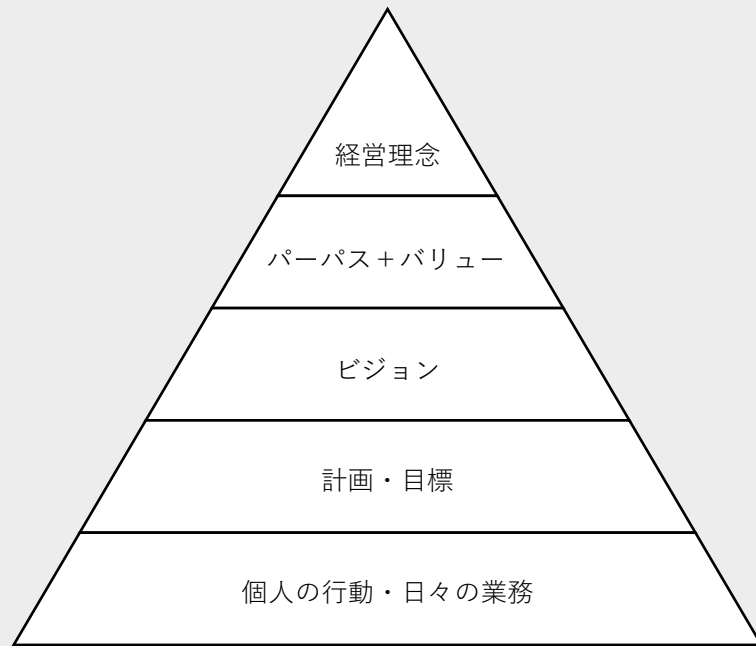 経営理念
パーパス＋バリュー
ビジョン
計画・目標
個人の行動・日々の業務